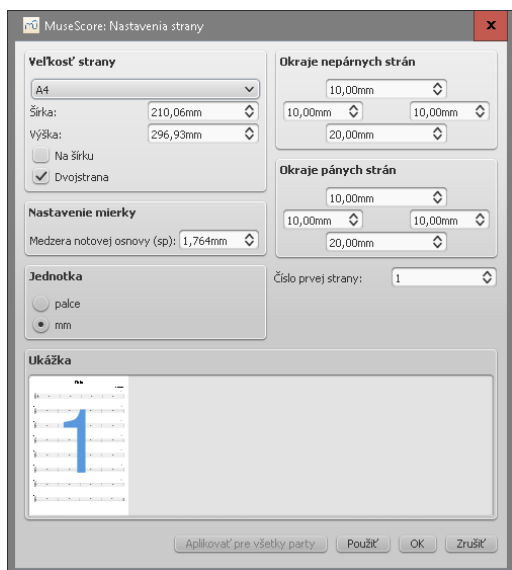 MuseScore: Nastavenia strany
Veľkosť strany
A4
Šírka: 210,06mm
Výška: 296,93mm
Na šírku
Dvojstrana
Okraje nepárnych strán
10,00mm
10,00mm 10,00mm
20,00mm
Nastavenie mierky
Medzera notovej osnovy (sp): 1,764mm
Okraje pánych strán
10,00mm
10,00mm 10,00mm
20,00mm
Jednotka
palce
mm
Číslo prvej strany: 1
Ukážka
1
Aplikovať pre všetky party Použiť OK Zrušiť